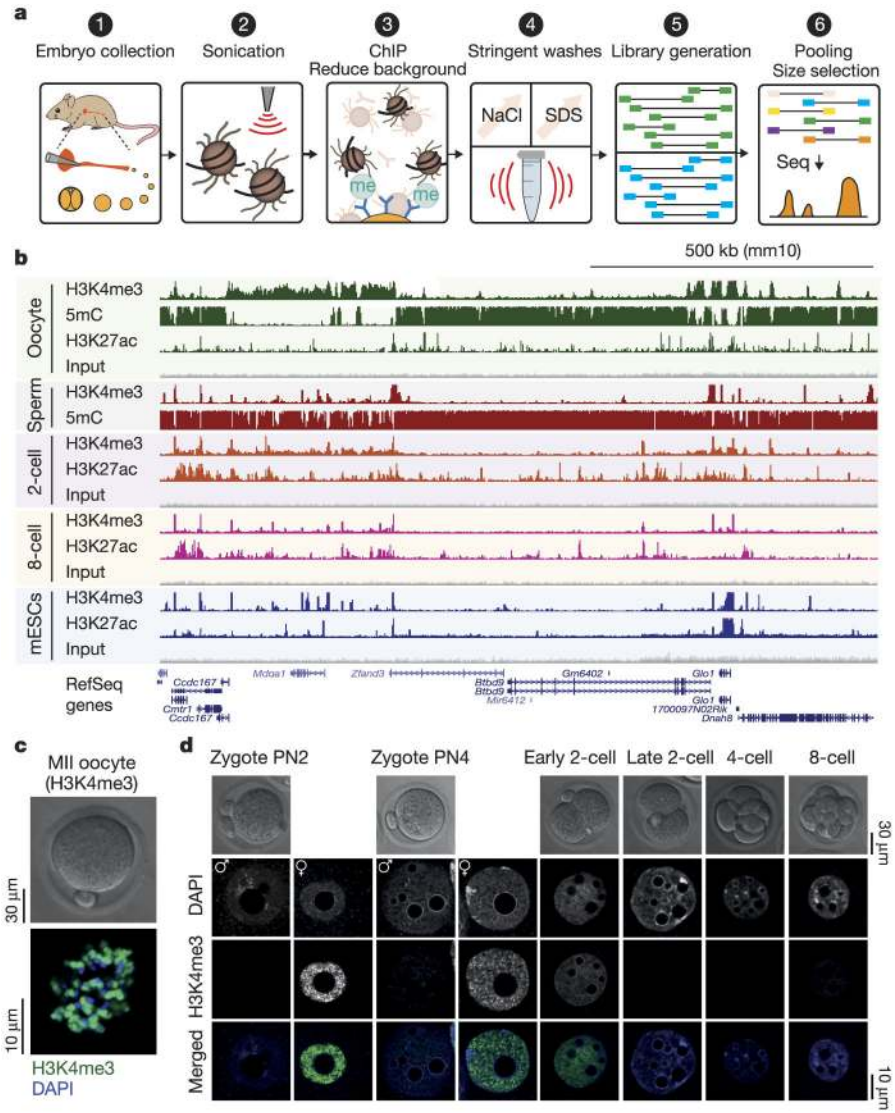 a
1 2 3 4 5 6
Embryo collection
Sonication
ChIP
Reduce background
Stringent washes
Library generation
Pooling
Size selection
me
me
NaCl
SDS
Seq
b
500 kb (mm10)
Oocyte
H3K4me3
5mC
H3K27ac
Input
Sperm
H3K4me3
5mC
2-cell
H3K4me3
H3K27ac
Input
8-cell
H3K4me3
H3K27ac
Input
mESCs
H3K4me3
H3K27ac
Input
RefSeq
genes
Mdga1 Zfand3 Gm6402 Glo1
Ccdc167 Btbd9
Btbd9 Glo1
Cmtr1 Mir6412 1700097N02Rik
Ccdc167 Dnah8
c
MII oocyte
(H3K4me3)
30 μm
10 μm
H3K4me3
DAPI
d
Zygote PN2 Zygote PN4 Early 2-cell Late 2-cell 4-cell 8-cell
30 μm
DAPI
♂ ♀ ♂ ♀
H3K4me3
Merged
10 μm